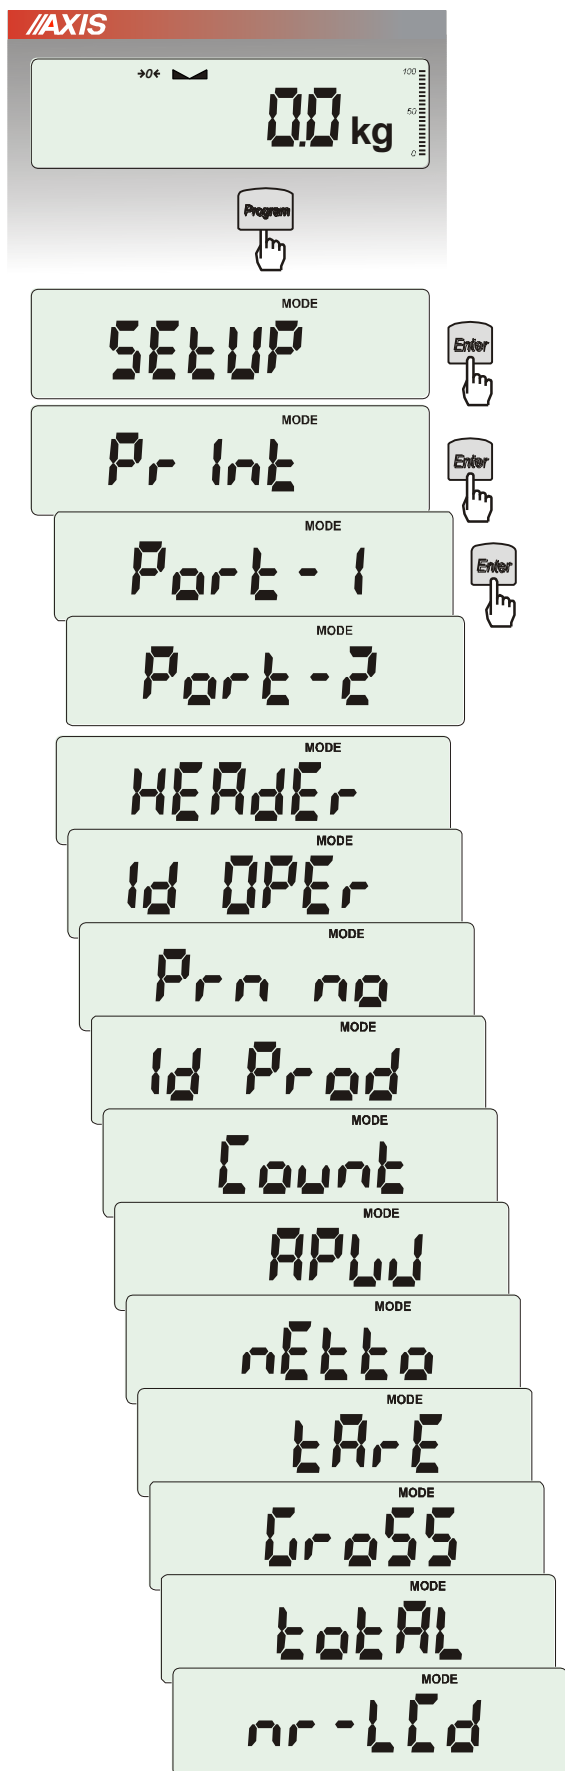 AXIS
→0←
100
50
0
0.0 kg
Program
MODE
SEtUP
Enter
MODE
Pr Int
Enter
MODE
Port-1
Enter
MODE
Port-2
MODE
HEAdEr
MODE
Id OPEr
MODE
Prn no
MODE
Id Prod
MODE
Count
MODE
APW
MODE
nEtto
MODE
tArE
MODE
GroSS
MODE
totAL
MODE
nr-LCd